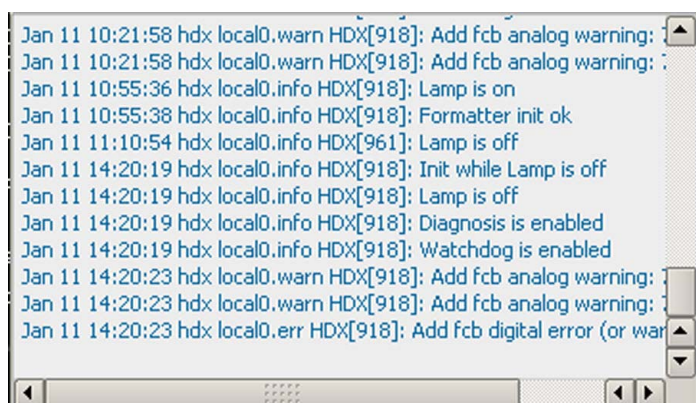 Jan 11 10:21:58 hdx local0.warn HDX[918]: Add fcb analog warning:
Jan 11 10:21:58 hdx local0.warn HDX[918]: Add fcb analog warning:
Jan 11 10:55:36 hdx local0.info HDX[918]: Lamp is on
Jan 11 10:55:38 hdx local0.info HDX[918]: Formatter init ok
Jan 11 11:10:54 hdx local0.info HDX[961]: Lamp is off
Jan 11 14:20:19 hdx local0.info HDX[918]: Init while Lamp is off
Jan 11 14:20:19 hdx local0.info HDX[918]: Lamp is off
Jan 11 14:20:19 hdx local0.info HDX[918]: Diagnosis is enabled
Jan 11 14:20:19 hdx local0.info HDX[918]: Watchdog is enabled
Jan 11 14:20:23 hdx local0.warn HDX[918]: Add fcb analog warning:
Jan 11 14:20:23 hdx local0.warn HDX[918]: Add fcb analog warning:
Jan 11 14:20:23 hdx local0.err HDX[918]: Add fcb digital error (or war